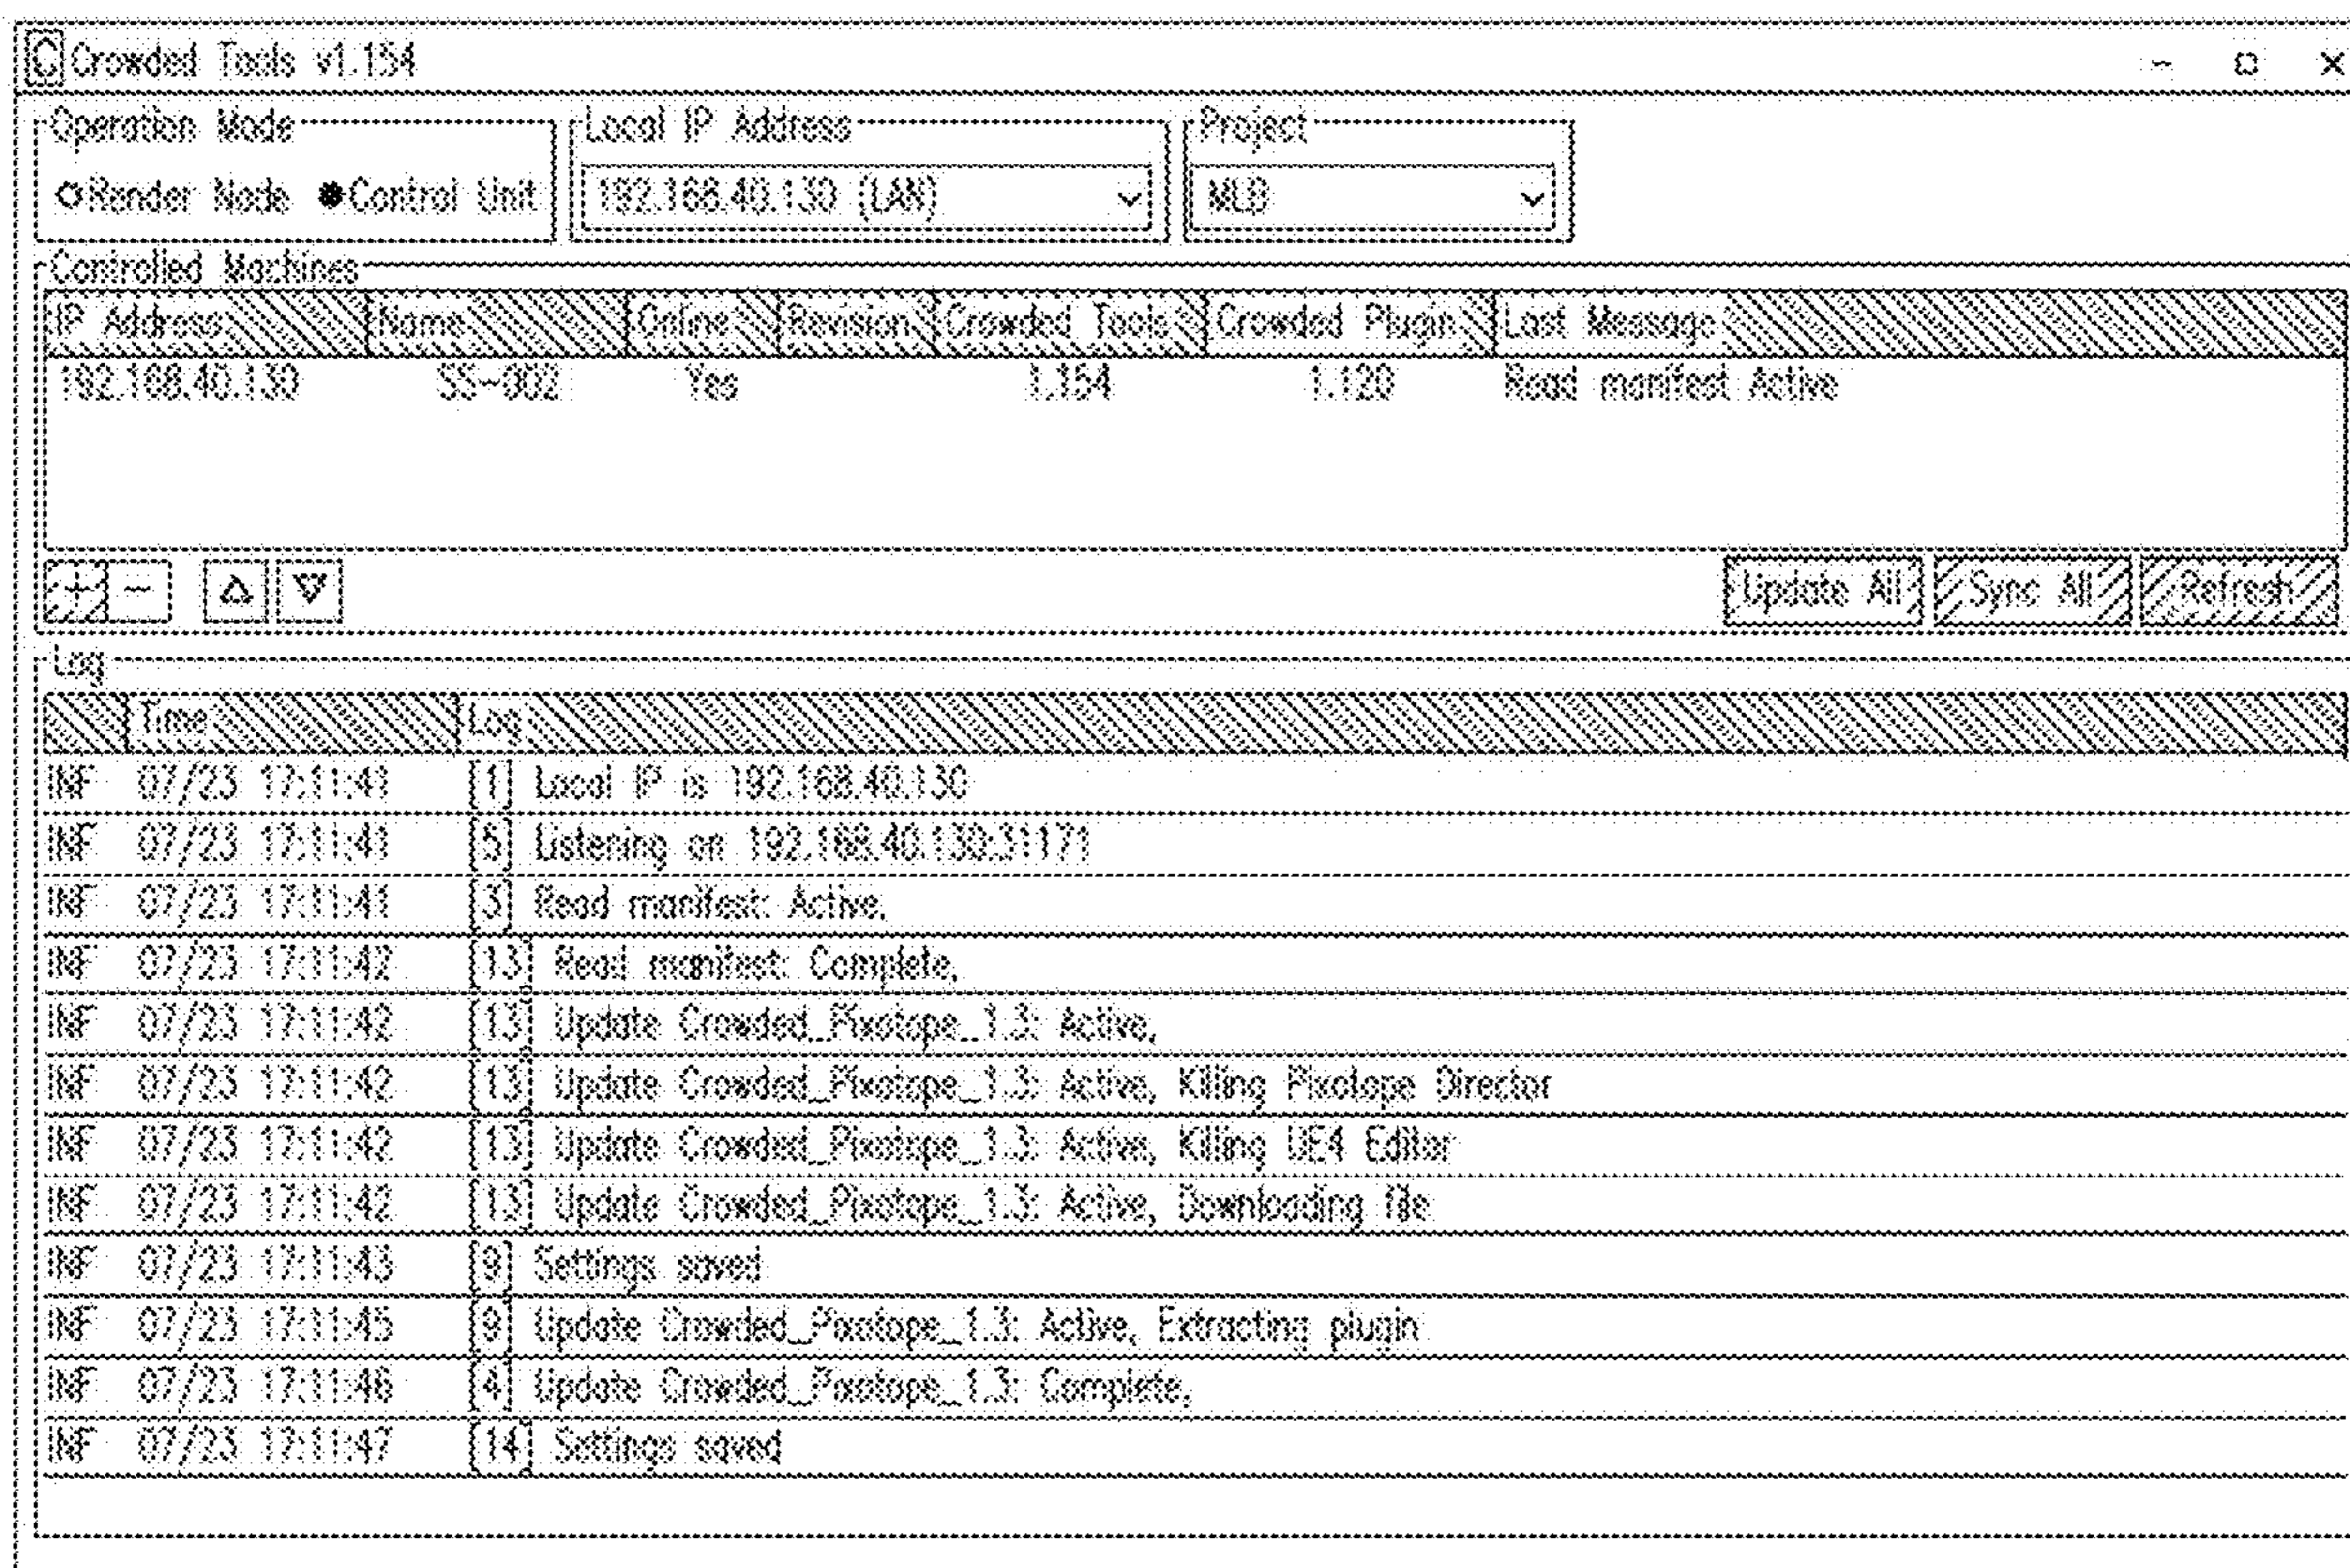 C Crowded Tools v1.154
Operation Mode Local IP Address Project
Render Node Control Unit 192.168.40.130 (LAN) MLB
Controlled Machines
IP Address Name Online Revision Crowded Tools Crowded Plugin Last Message
192.168.40.130 SS-002 Yes 1.154 1.120 Read manifest Active
+ - Update All Sync All Refresh
Log
Time Log
INF 07/23 17:11:41 [1] Local IP is 192.168.40.130
INF 07/23 17:11:41 [5] Listening on 192.168.40.130:31171
INF 07/23 17:11:41 [3] Read manifest: Active,
INF 07/23 17:11:42 [13] Read manifest: Complete,
INF 07/23 17:11:42 [13] Update Crowded_Pixotope_1.3: Active,
INF 07/23 17:11:42 [13] Update Crowded_Pixotope_1.3: Active, Killing Pixotope Director
INF 07/23 17:11:42 [13] Update Crowded_Pixotope_1.3: Active, Killing UE4 Editor
INF 07/23 17:11:42 [13] Update Crowded_Pixotope_1.3: Active, Downloading file
INF 07/23 17:11:43 [9] Settings saved
INF 07/23 17:11:45 [9] Update Crowded_Pixotope_1.3: Active, Extracting plugin
INF 07/23 17:11:46 [4] Update Crowded_Pixotope_1.3: Complete,
INF 07/23 17:11:47 [14] Settings saved